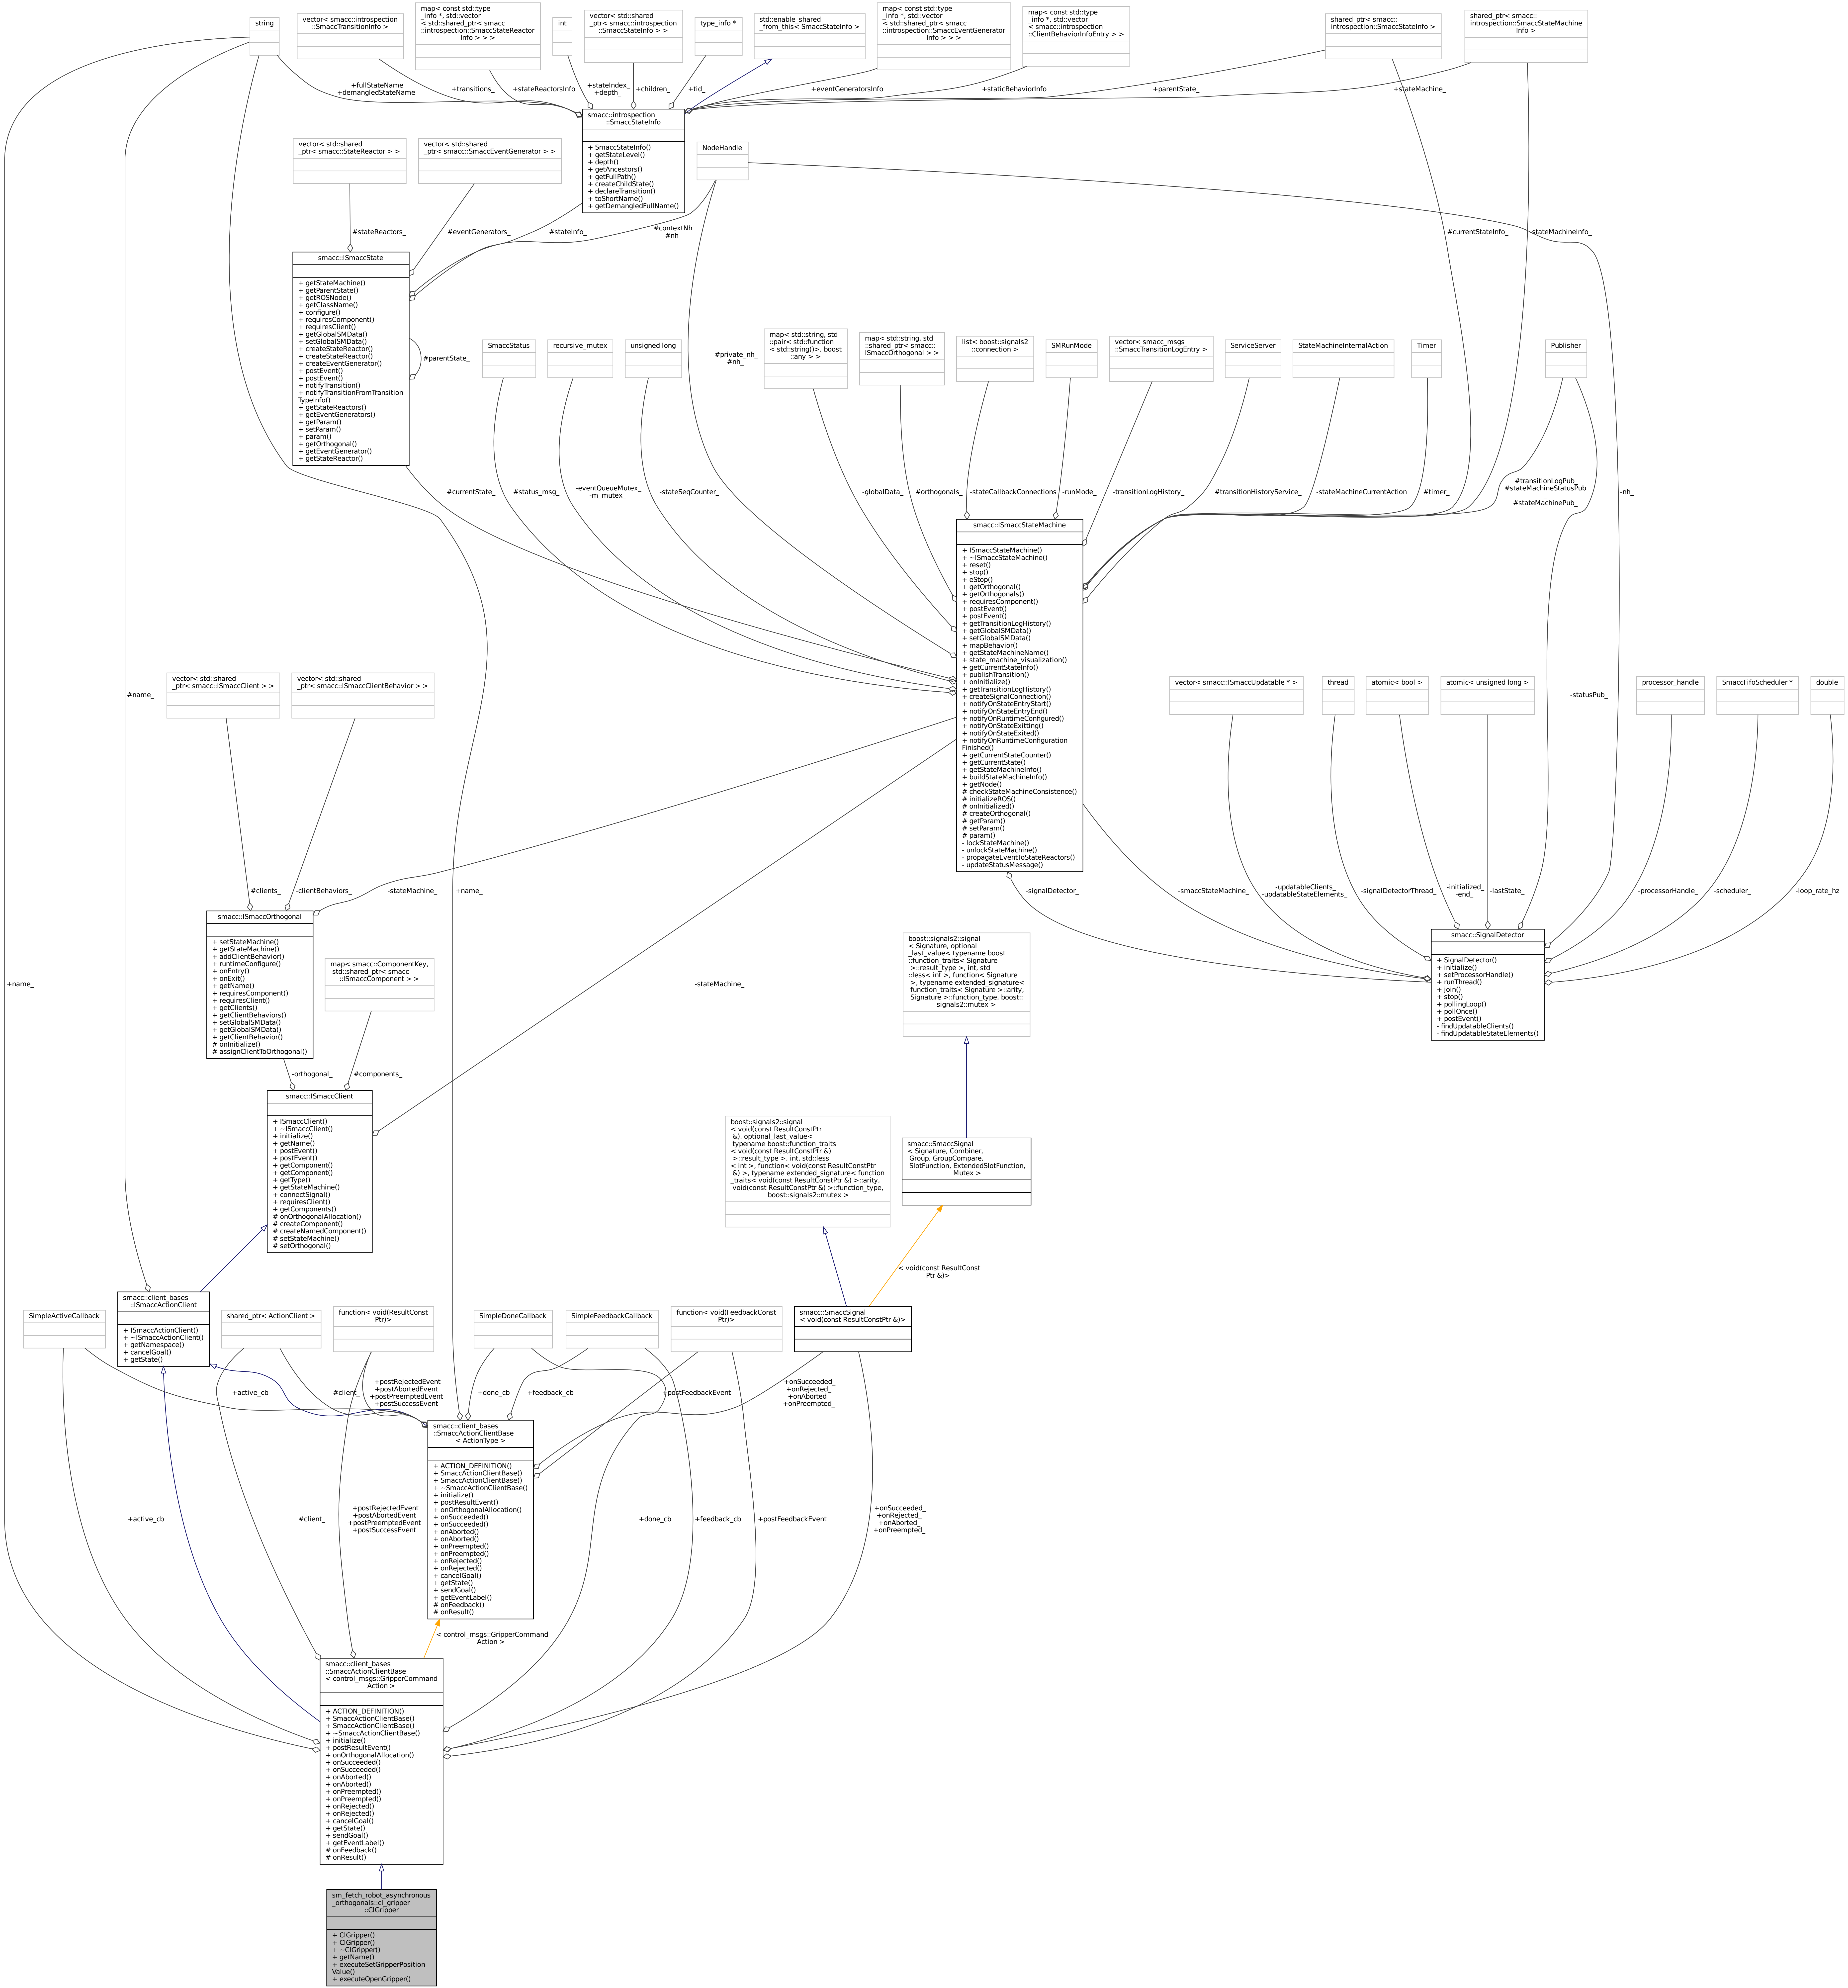 string
vector< smacc::introspection
::SmaccTransitionInfo >
map< const std::type
_info *, std::vector
< std::shared_ptr< smacc
::introspection::SmaccStateReactor
Info > > >
int
vector< std::shared
_ptr< smacc::introspection
::SmaccStateInfo > >
type_info *
std::enable_shared
_from_this< SmaccStateInfo >
map< const std::type
_info *, std::vector
< std::shared_ptr< smacc
::introspection::SmaccEventGenerator
Info > > >
map< const std::type
_info *, std::vector
< smacc::introspection
::ClientBehaviorInfoEntry > >
shared_ptr< smacc::
introspection::SmaccStateInfo >
shared_ptr< smacc::
introspection::SmaccStateMachine
Info >
+fullStateName
+demangledStateName
+transitions_
+stateReactorsInfo
+stateIndex_
+depth_
+children_
+tid_
+eventGeneratorsInfo
+staticBehaviorInfo
+parentState_
+stateMachine_
smacc::introspection
::SmaccStateInfo
+ SmaccStateInfo()
+ getStateLevel()
+ depth()
+ getAncestors()
+ getFullPath()
+ createChildState()
+ declareTransition()
+ toShortName()
+ getDemangledFullName()
vector< std::shared
_ptr< smacc::StateReactor > >
vector< std::shared
_ptr< smacc::SmaccEventGenerator > >
NodeHandle
#stateReactors_
#eventGenerators_
#stateInfo_
#contextNh
#nh
#currentStateInfo_
stateMachineInfo_
smacc::ISmaccState
+ getStateMachine()
+ getParentState()
+ getROSNode()
+ getClassName()
+ configure()
+ requiresComponent()
+ requiresClient()
+ getGlobalSMData()
+ setGlobalSMData()
+ createStateReactor()
+ createStateReactor()
+ createEventGenerator()
+ postEvent()
+ postEvent()
+ notifyTransition()
+ notifyTransitionFromTransition
TypeInfo()
+ getStateReactors()
+ getEventGenerators()
+ getParam()
+ setParam()
+ param()
+ getOrthogonal()
+ getEventGenerator()
+ getStateReactor()
#parentState_
SmaccStatus
recursive_mutex
unsigned long
#private_nh_
#nh_
map< std::string, std
::pair< std::function
< std::string()>, boost
::any > >
map< std::string, std
::shared_ptr< smacc::
ISmaccOrthogonal > >
list< boost::signals2
::connection >
SMRunMode
vector< smacc_msgs
::SmaccTransitionLogEntry >
ServiceServer
StateMachineInternalAction
Timer
Publisher
#currentState_
#status_msg_
-eventQueueMutex_
-m_mutex_
-stateSeqCounter_
-globalData_
#orthogonals_
-stateCallbackConnections
-runMode_
-transitionLogHistory_
#transitionHistoryService_
-stateMachineCurrentAction
#timer_
#transitionLogPub_
#stateMachineStatusPub
_
#stateMachinePub_
-nh_
smacc::ISmaccStateMachine
+ ISmaccStateMachine()
+ ~ISmaccStateMachine()
+ reset()
+ stop()
+ eStop()
+ getOrthogonal()
+ getOrthogonals()
+ requiresComponent()
+ postEvent()
+ postEvent()
+ getTransitionLogHistory()
+ getGlobalSMData()
+ setGlobalSMData()
+ mapBehavior()
+ getStateMachineName()
+ state_machine_visualization()
+ getCurrentStateInfo()
+ publishTransition()
+ onInitialize()
+ getTransitionLogHistory()
+ createSignalConnection()
+ notifyOnStateEntryStart()
+ notifyOnStateEntryEnd()
+ notifyOnRuntimeConfigured()
+ notifyOnStateExitting()
+ notifyOnStateExited()
+ notifyOnRuntimeConfiguration
Finished()
+ getCurrentStateCounter()
+ getCurrentState()
+ getStateMachineInfo()
+ buildStateMachineInfo()
+ getNode()
# checkStateMachineConsistence()
# initializeROS()
# onInitialized()
# createOrthogonal()
# getParam()
# setParam()
# param()
- lockStateMachine()
- unlockStateMachine()
- propagateEventToStateReactors()
- updateStatusMessage()
#name_
vector< std::shared
_ptr< smacc::ISmaccClient > >
vector< std::shared
_ptr< smacc::ISmaccClientBehavior > >
vector< smacc::ISmaccUpdatable * >
thread
atomic< bool >
atomic< unsigned long >
-statusPub_
processor_handle
SmaccFifoScheduler *
double
#clients_
-clientBehaviors_
-stateMachine_
+name_
-signalDetector_
-smaccStateMachine_
-updatableClients_
-updatableStateElements_
-signalDetectorThread_
-initialized_
-end_
-lastState_
-processorHandle_
-scheduler_
-loop_rate_hz
smacc::ISmaccOrthogonal
+ setStateMachine()
+ getStateMachine()
+ addClientBehavior()
+ runtimeConfigure()
+ onEntry()
+ onExit()
+ getName()
+ requiresComponent()
+ requiresClient()
+ getClients()
+ getClientBehaviors()
+ setGlobalSMData()
+ getGlobalSMData()
+ getClientBehavior()
# onInitialize()
# assignClientToOrthogonal()
map< smacc::ComponentKey,
std::shared_ptr< smacc
::ISmaccComponent > >
+name_
-stateMachine_
boost::signals2::signal
< Signature, optional
_last_value< typename boost
::function_traits< Signature
>::result_type >, int, std
::less< int >, function< Signature
>, typename extended_signature<
function_traits< Signature >::arity,
Signature >::function_type, boost::
signals2::mutex >
smacc::SignalDetector
+ SignalDetector()
+ initialize()
+ setProcessorHandle()
+ runThread()
+ join()
+ stop()
+ pollingLoop()
+ pollOnce()
+ postEvent()
- findUpdatableClients()
- findUpdatableStateElements()
-orthogonal_
#components_
smacc::ISmaccClient
+ ISmaccClient()
+ ~ISmaccClient()
+ initialize()
+ getName()
+ postEvent()
+ postEvent()
+ getComponent()
+ getComponent()
+ getType()
+ getStateMachine()
+ connectSignal()
+ requiresClient()
+ getComponents()
# onOrthogonalAllocation()
# createComponent()
# createNamedComponent()
# setStateMachine()
# setOrthogonal()
boost::signals2::signal
< void(const ResultConstPtr
&), optional_last_value<
typename boost::function_traits
< void(const ResultConstPtr &)
>::result_type >, int, std::less
< int >, function< void(const ResultConstPtr
&) >, typename extended_signature< function
_traits< void(const ResultConstPtr &) >::arity,
void(const ResultConstPtr &) >::function_type,
boost::signals2::mutex >
smacc::SmaccSignal
< Signature, Combiner,
Group, GroupCompare,
SlotFunction, ExtendedSlotFunction,
Mutex >
< void(const ResultConst
Ptr &)>
SimpleActiveCallback
smacc::client_bases
::ISmaccActionClient
+ ISmaccActionClient()
+ ~ISmaccActionClient()
+ getNamespace()
+ cancelGoal()
+ getState()
shared_ptr< ActionClient >
function< void(ResultConst
Ptr)>
SimpleDoneCallback
SimpleFeedbackCallback
function< void(FeedbackConst
Ptr)>
smacc::SmaccSignal
< void(const ResultConstPtr &)>
+active_cb
#client_
+postRejectedEvent
+postAbortedEvent
+postPreemptedEvent
+postSuccessEvent
+done_cb
+feedback_cb
+postFeedbackEvent
+onSucceeded_
+onRejected_
+onAborted_
+onPreempted_
smacc::client_bases
::SmaccActionClientBase
< ActionType >
+ ACTION_DEFINITION()
+ SmaccActionClientBase()
+ SmaccActionClientBase()
+ ~SmaccActionClientBase()
+ initialize()
+ postResultEvent()
+ onOrthogonalAllocation()
+ onSucceeded()
+ onSucceeded()
+ onAborted()
+ onAborted()
+ onPreempted()
+ onPreempted()
+ onRejected()
+ onRejected()
+ cancelGoal()
+ getState()
+ sendGoal()
+ getEventLabel()
# onFeedback()
# onResult()
+active_cb
#client_
+postRejectedEvent
+postAbortedEvent
+postPreemptedEvent
+postSuccessEvent
+done_cb
+feedback_cb
+postFeedbackEvent
+onSucceeded_
+onRejected_
+onAborted_
+onPreempted_
< control_msgs::GripperCommand
Action >
smacc::client_bases
::SmaccActionClientBase
< control_msgs::GripperCommand
Action >
+ ACTION_DEFINITION()
+ SmaccActionClientBase()
+ SmaccActionClientBase()
+ ~SmaccActionClientBase()
+ initialize()
+ postResultEvent()
+ onOrthogonalAllocation()
+ onSucceeded()
+ onSucceeded()
+ onAborted()
+ onAborted()
+ onPreempted()
+ onPreempted()
+ onRejected()
+ onRejected()
+ cancelGoal()
+ getState()
+ sendGoal()
+ getEventLabel()
# onFeedback()
# onResult()
sm_fetch_robot_asynchronous
_orthogonals::cl_gripper
::ClGripper
+ ClGripper()
+ ClGripper()
+ ~ClGripper()
+ getName()
+ executeSetGripperPosition
Value()
+ executeOpenGripper()